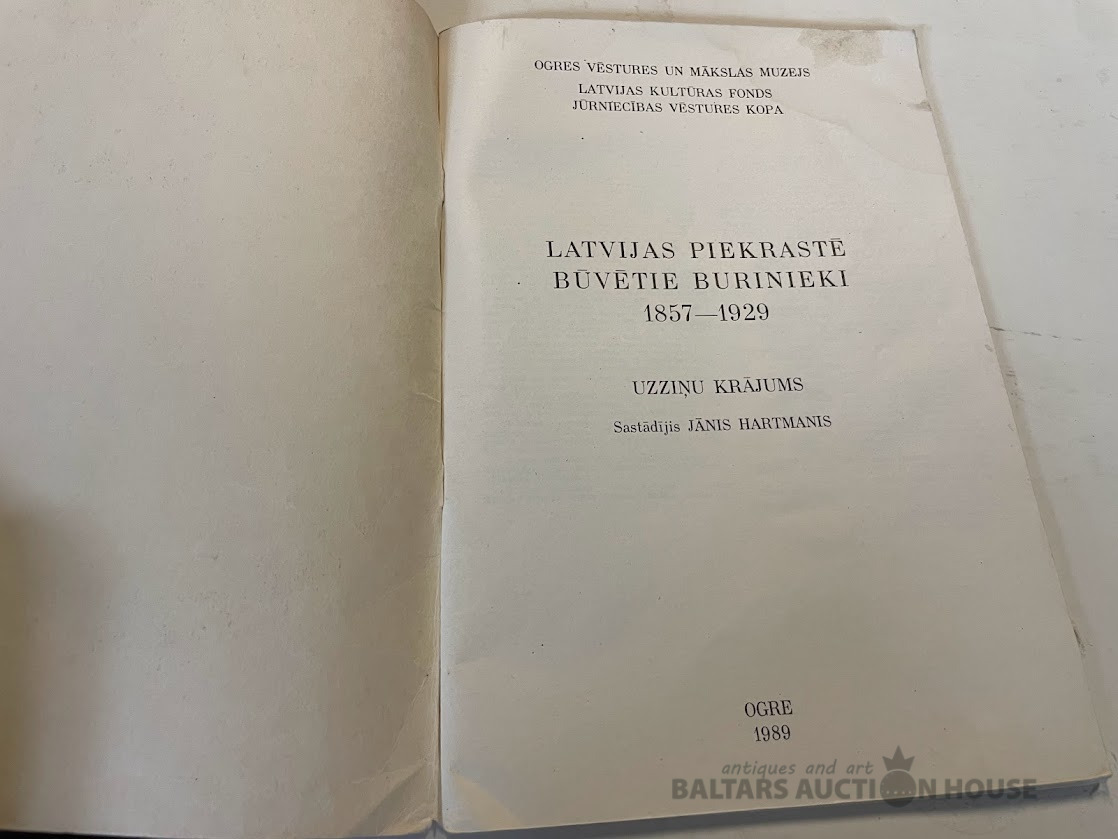 OGRES VĒSTURES UN MĀKSLAS MUZEJS
LATVIJAS KULTŪRAS FONDS
JŪRNIECĪBAS VĒSTURES KOPA
LATVIJAS PIEKRASTĒ
BŪVĒTIE BURINIEKI
1857—1929
UZZIŅU KRĀJUMS
Sastādījis JĀNIS HARTMANIS
OGRE
1989
antiques and art
BALTARS AUCTION HOUSE